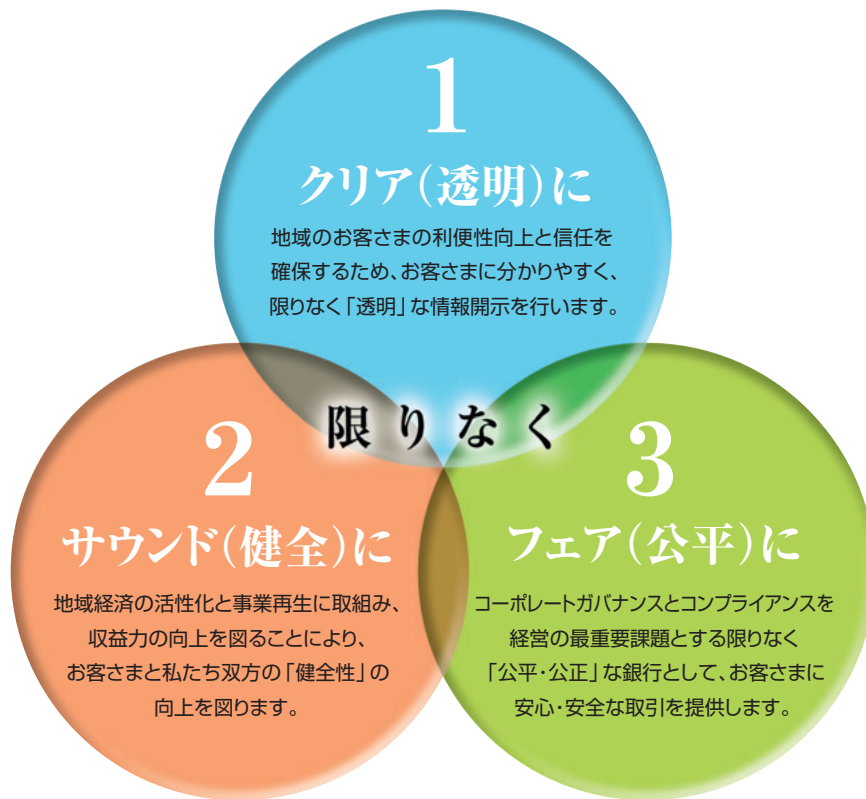 1
クリア(透明)に
地域のお客さまの利便性向上と信任を
確保するため、お客さまに分かりやすく、
限りなく「透明」な情報開示を行います。
限りなく
2
サウンド(健全)に
地域経済の活性化と事業再生に取組み、
収益力の向上を図ることにより、
お客さまと私たち双方の「健全性」の
向上を図ります。
3
フェア(公平)に
コーポレートガバナンスとコンプライアンスを
経営の最重要課題とする限りなく
「公平・公正」な銀行として、お客さまに
安心・安全な取引を提供します。